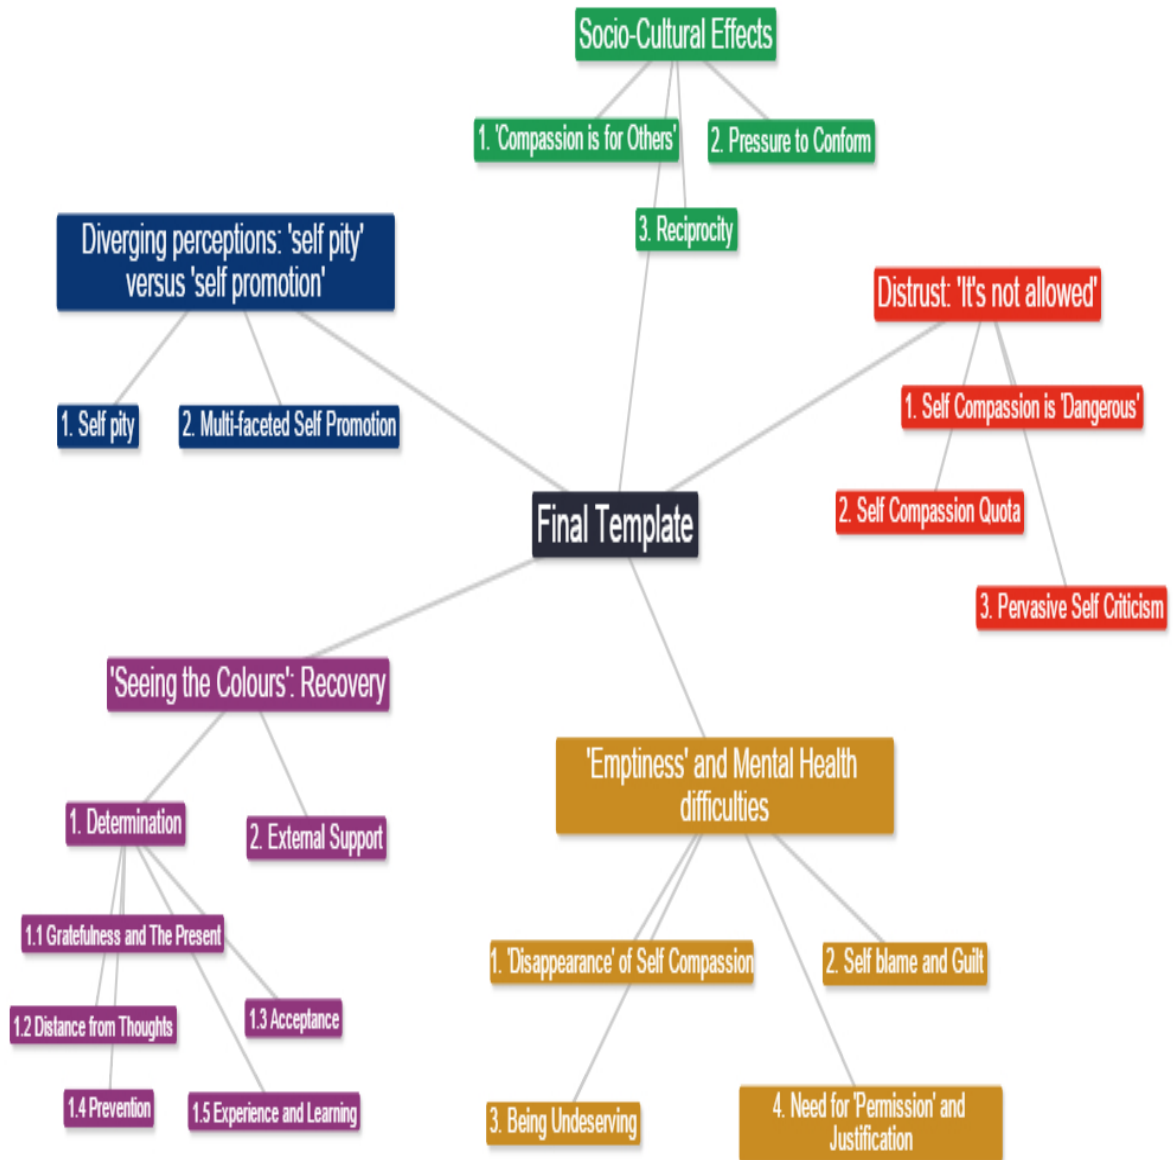 Socio-Cultural Effects
1. 'Compassion is for Others'
2. Pressure to Conform
3. Reciprocity
Diverging perceptions: 'self pity'
versus 'self promotion'
1. Self pity
2. Multi-faceted Self Promotion
Distrust: 'It's not allowed'
1. Self Compassion is 'Dangerous'
2. Self Compassion Quota
3. Pervasive Self Criticism
Final Template
'Seeing the Colours': Recovery
1. Determination
2. External Support
1.1 Gratefulness and The Present
1.2 Distance from Thoughts
1.3 Acceptance
1.4 Prevention
1.5 Experience and Learning
'Emptiness' and Mental Health
difficulties
1. 'Disappearance' of Self Compassion
2. Self blame and Guilt
3. Being Undeserving
4. Need for 'Permission' and
Justification